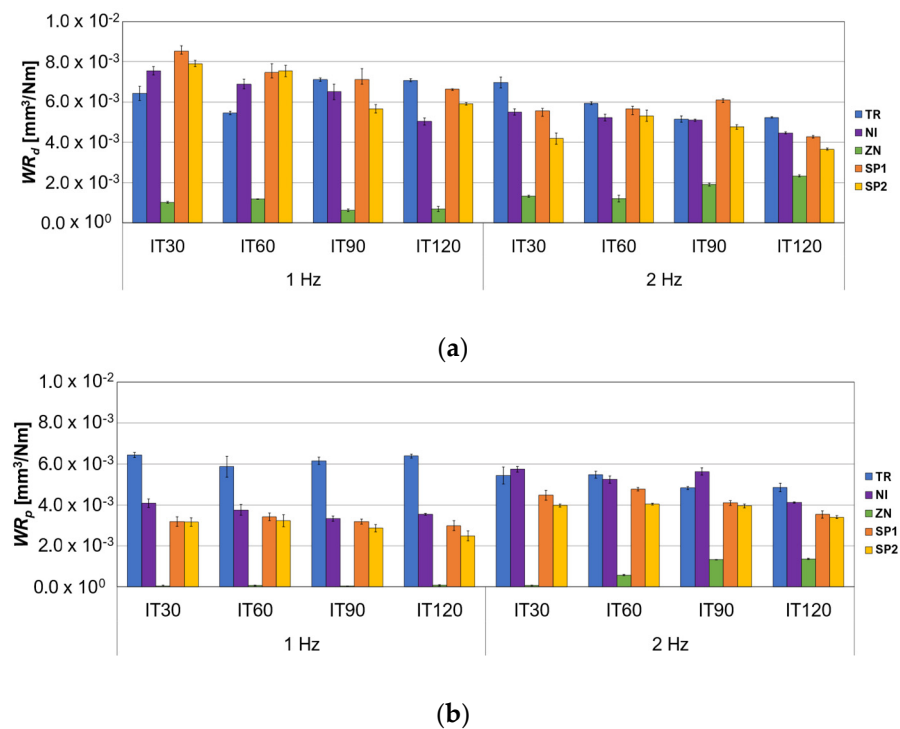 1.0 x 10⁻²
8.0 x 10⁻³
6.0 x 10⁻³
4.0 x 10⁻³
2.0 x 10⁻³
0.0 x 10⁰
WR_d [mm³/Nm]
IT30 IT60 IT90 IT120 IT30 IT60 IT90 IT120
1 Hz 2 Hz
TR
NI
ZN
SP1
SP2
(a)
1.0 x 10⁻²
8.0 x 10⁻³
6.0 x 10⁻³
4.0 x 10⁻³
2.0 x 10⁻³
0.0 x 10⁰
WR_p [mm³/Nm]
IT30 IT60 IT90 IT120 IT30 IT60 IT90 IT120
1 Hz 2 Hz
TR
NI
ZN
SP1
SP2
(b)